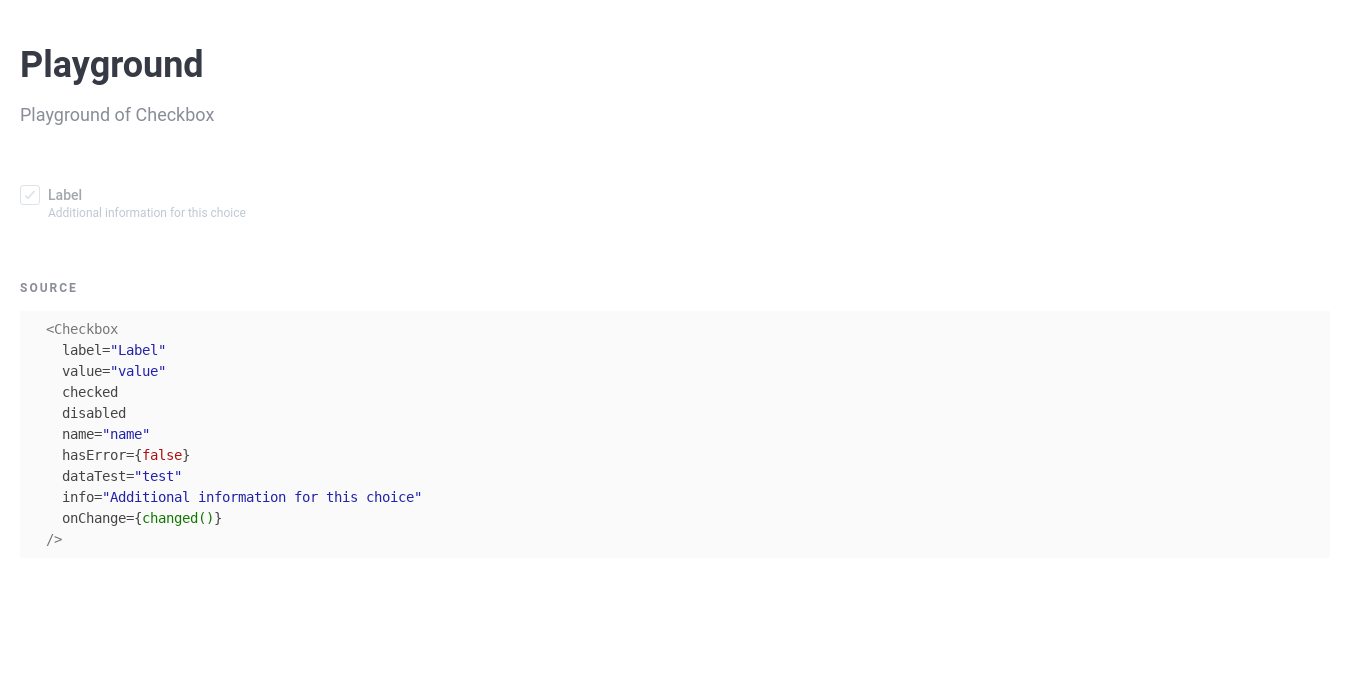 Playground
Playground of Checkbox
Label
Additional information for this choice
SOURCE
<Checkbox
  label="Label"
  value="value"
  checked
  disabled
  name="name"
  hasError={false}
  dataTest="test"
  info="Additional information for this choice"
  onChange={changed()}
/>